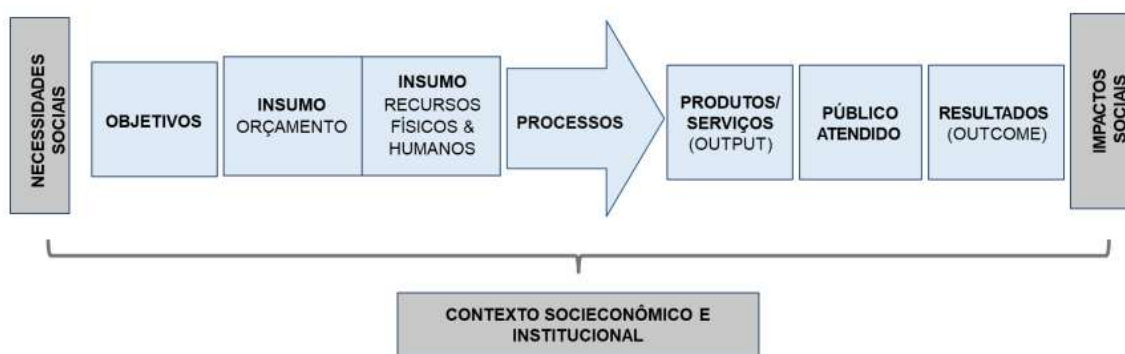 NECESSIDADES
SOCIAIS
OBJETIVOS
INSUMO
ORÇAMENTO
INSUMO
RECURSOS
FÍSICOS &
HUMANOS
PROCESSOS
PRODUTOS/
SERVIÇOS
(OUTPUT)
PÚBLICO
ATENDIDO
RESULTADOS
(OUTCOME)
IMPACTOS
SOCIAIS
CONTEXTO SOCIECONÔMICO E
INSTITUCIONAL